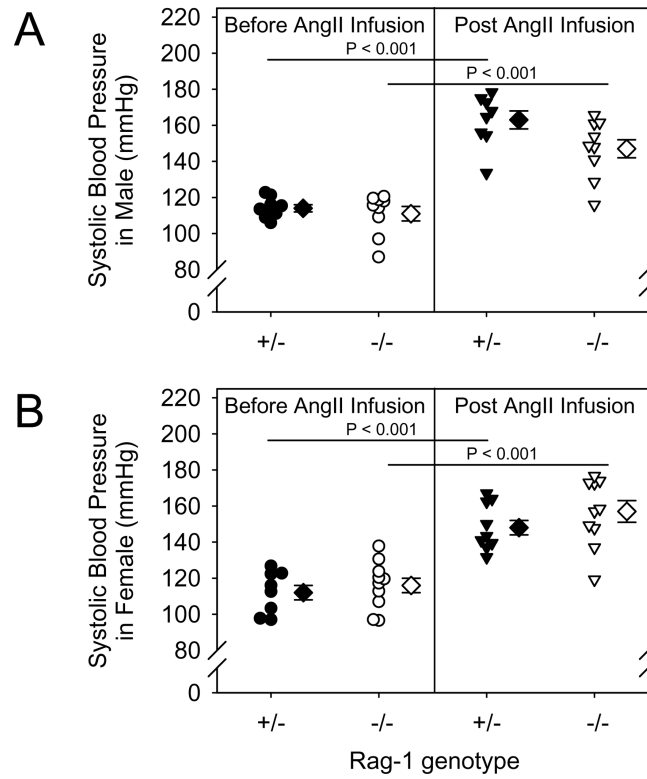 A
Systolic Blood Pressure
in Male (mmHg)
220
200
180
160
140
120
100
80
0
Before AngII Infusion
Post AngII Infusion
P < 0.001
P < 0.001
+/-
-/-
+/-
-/-
B
Systolic Blood Pressure
in Female (mmHg)
220
200
180
160
140
120
100
80
0
Before AngII Infusion
Post AngII Infusion
P < 0.001
P < 0.001
+/-
-/-
+/-
-/-
Rag-1 genotype